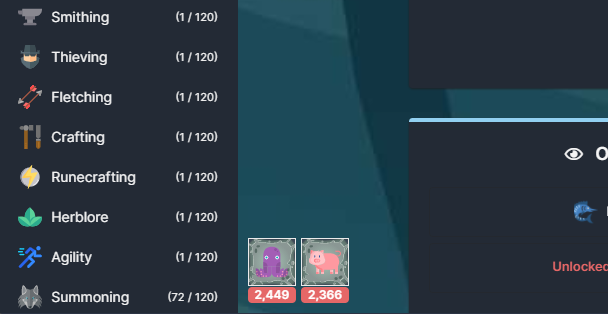 Smithing (1 / 120)
Thieving (1 / 120)
Fletching (1 / 120)
Crafting (1 / 120)
Runecrafting (1 / 120)
Herblore (1 / 120)
Agility (1 / 120)
Summoning (72 / 120)
2,449 2,366
Unlocked